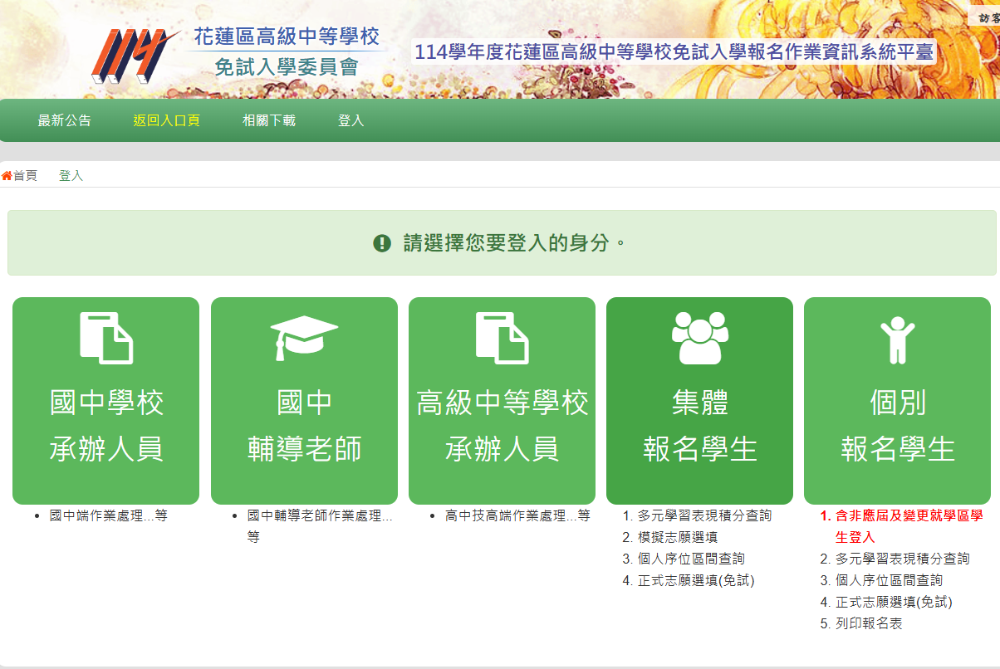 訪客
花蓮區高級中等學校
免試入學委員會
114學年度花蓮區高級中等學校免試入學報名作業資訊系統平臺
最新公告 返回入口頁 相關下載 登入
首頁 登入
請選擇您要登入的身分。
國中學校
承辦人員
國中端作業處理...等
國中
輔導老師
國中輔導老師作業處理...
等
高級中等學校
承辦人員
高中技高端作業處理...等
集體
報名學生
1. 多元學習表現積分查詢
2. 模擬志願選填
3. 個人序位區間查詢
4. 正式志願選填(免試)
個別
報名學生
1. 含非應屆及變更就學區學
生登入
2. 多元學習表現積分查詢
3. 個人序位區間查詢
4. 正式志願選填(免試)
5. 列印報名表